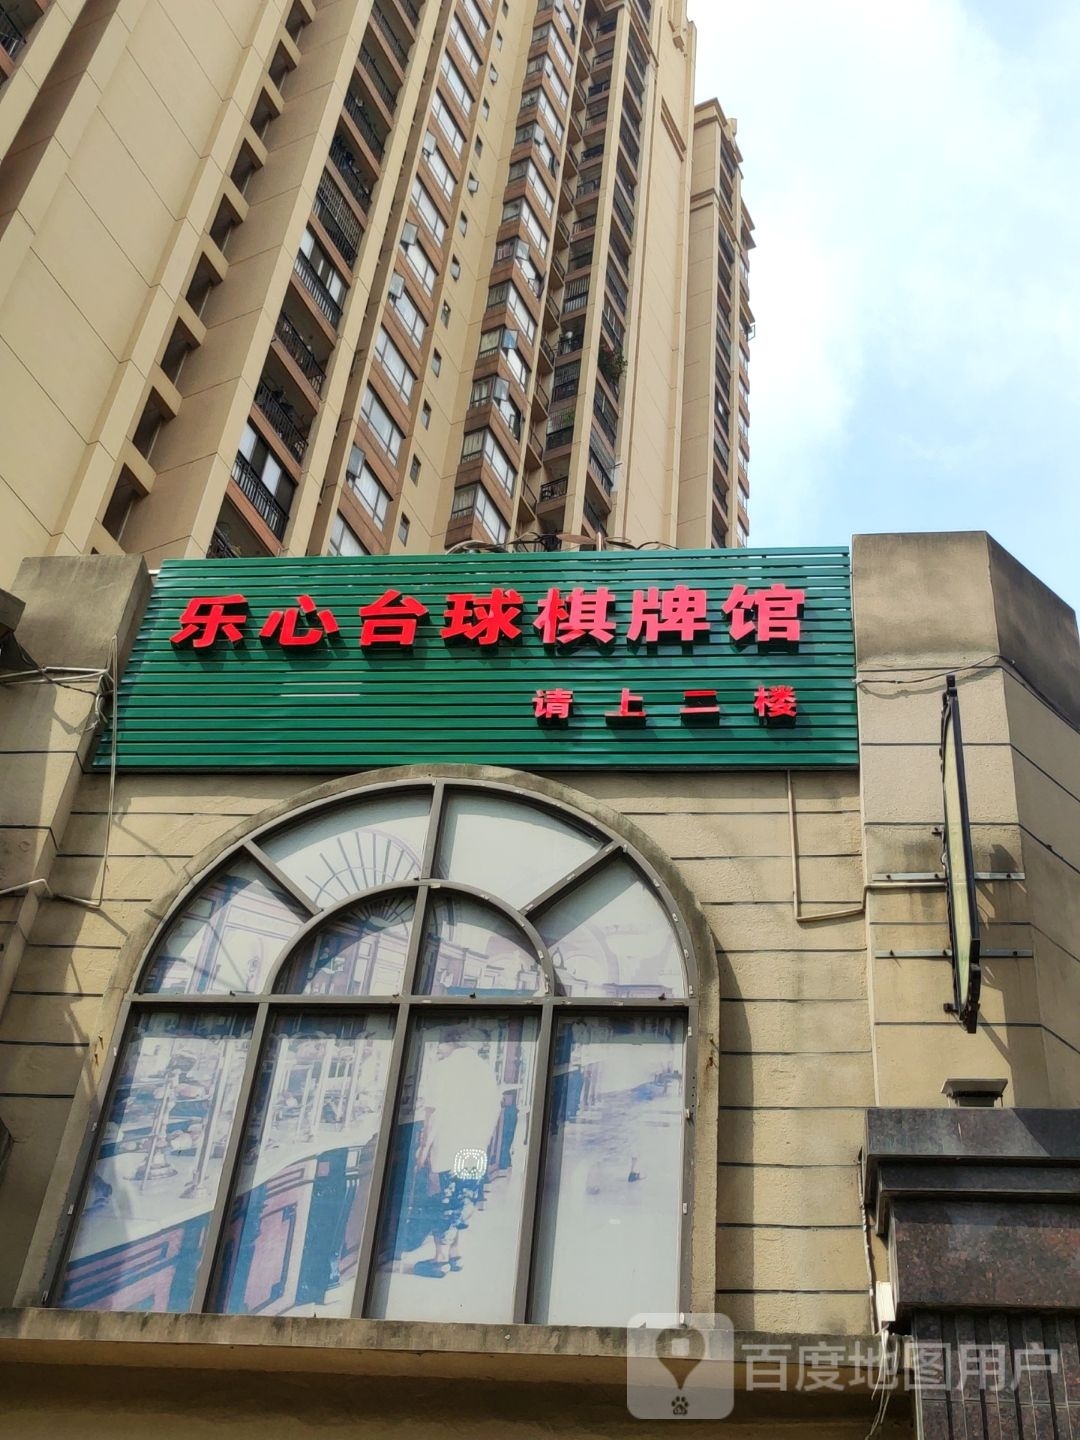 乐心台球棋牌馆
请上二楼
百度地图用户